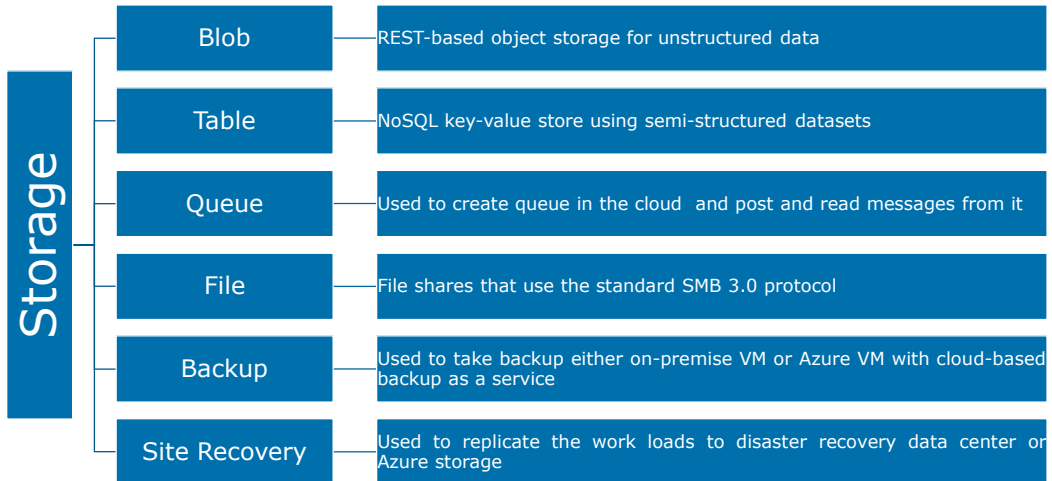 Storage
Blob
REST-based object storage for unstructured data
Table
NoSQL key-value store using semi-structured datasets
Queue
Used to create queue in the cloud and post and read messages from it
File
File shares that use the standard SMB 3.0 protocol
Backup
Used to take backup either on-premise VM or Azure VM with cloud-based
backup as a service
Site Recovery
Used to replicate the work loads to disaster recovery data center or
Azure storage